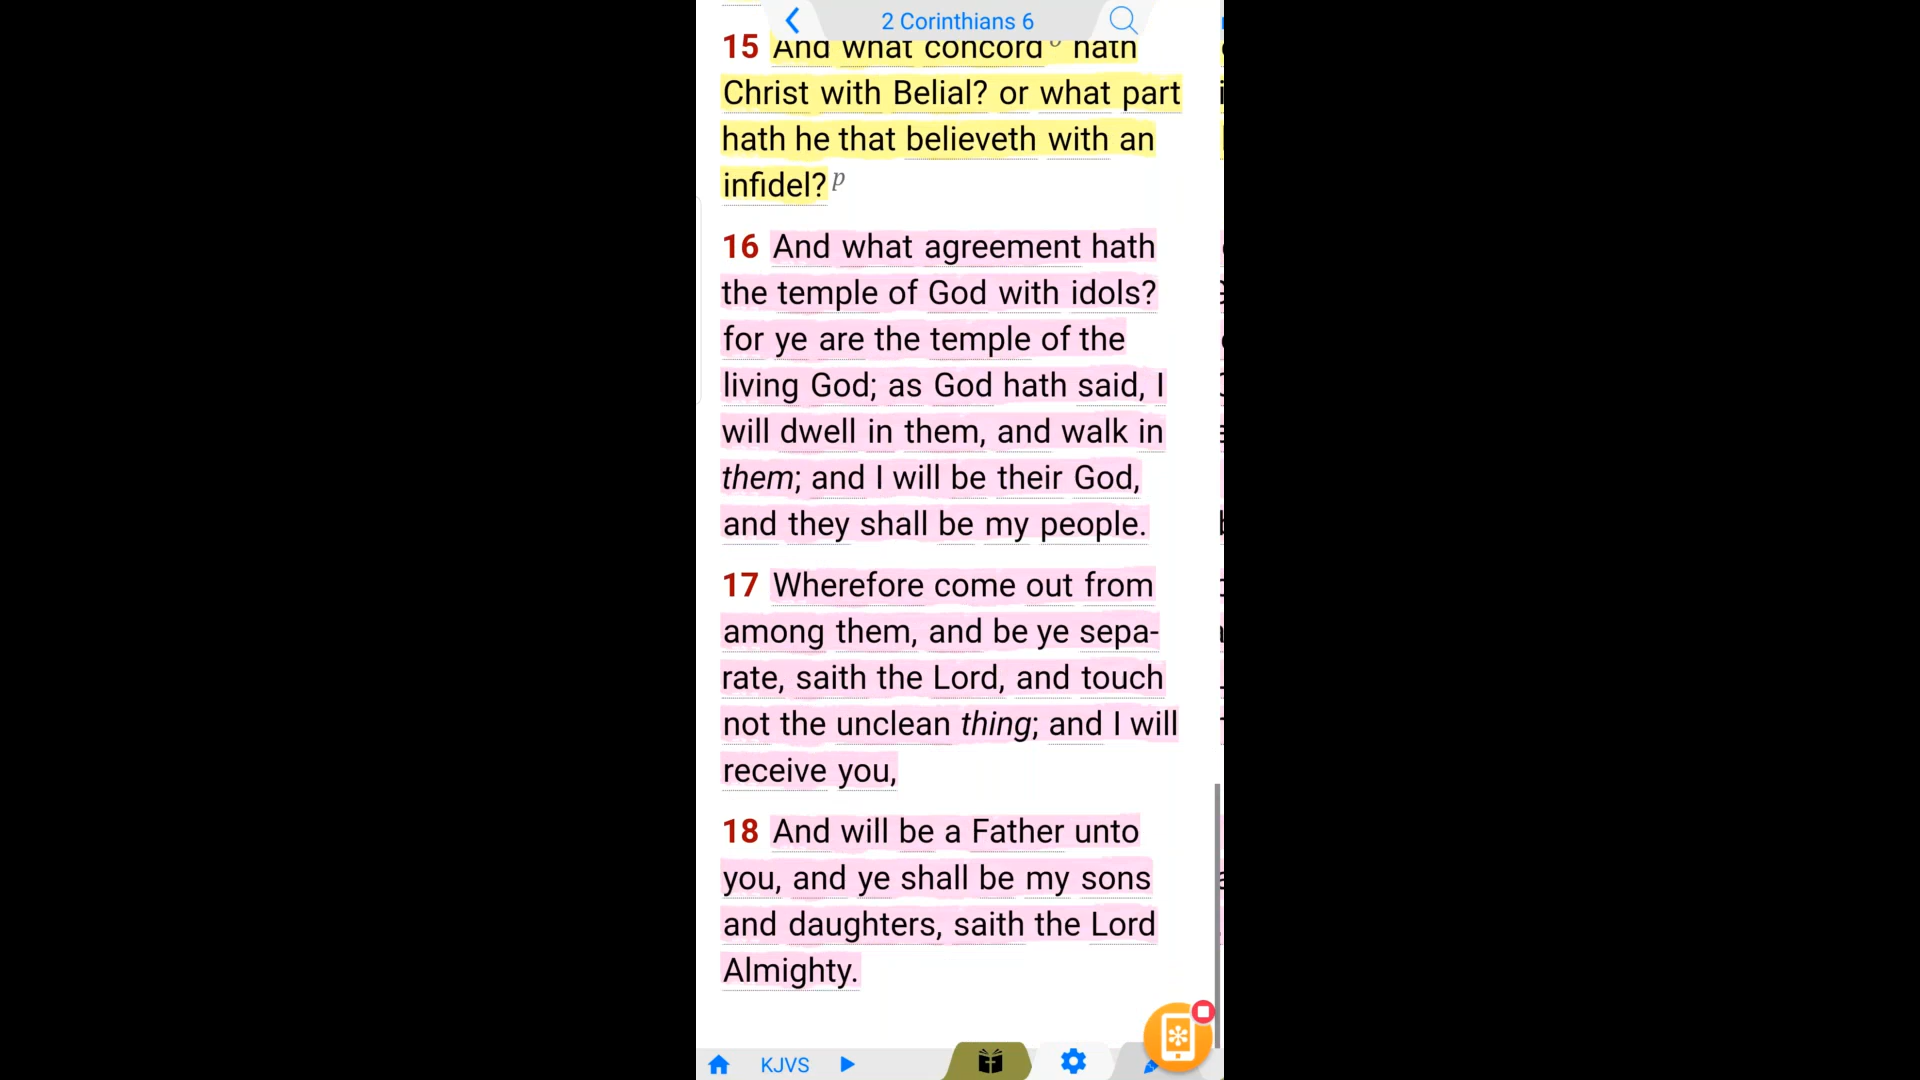 2 Corinthians 6
15 And what concord o hath
Christ with Belial? or what part
hath he that believeth with an
infidel? p
16 And what agreement hath
the temple of God with idols?
for ye are the temple of the
living God; as God hath said, I
will dwell in them, and walk in
them; and I will be their God,
and they shall be my people.
17 Wherefore come out from
among them, and be ye sepa-
rate, saith the Lord, and touch
not the unclean thing; and I will
receive you,
18 And will be a Father unto
you, and ye shall be my sons
and daughters, saith the Lord
Almighty.
KJVS